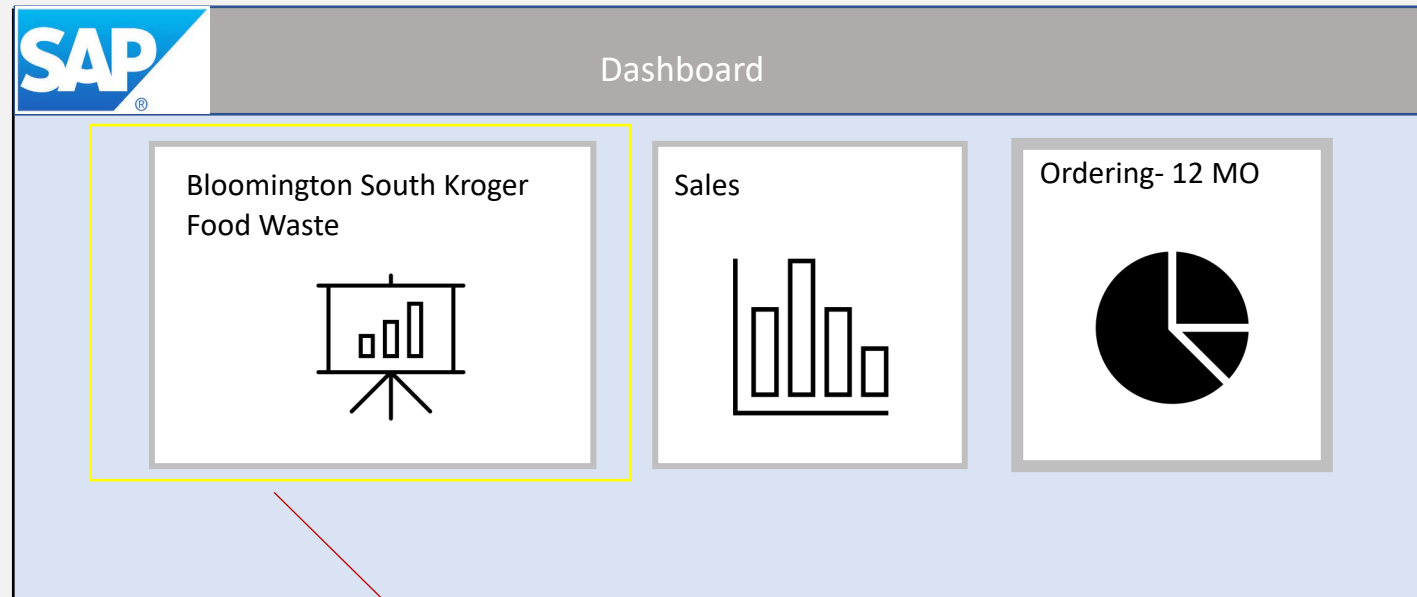 SAP
®
Dashboard
Bloomington South Kroger
Food Waste
Sales
Ordering- 12 MO